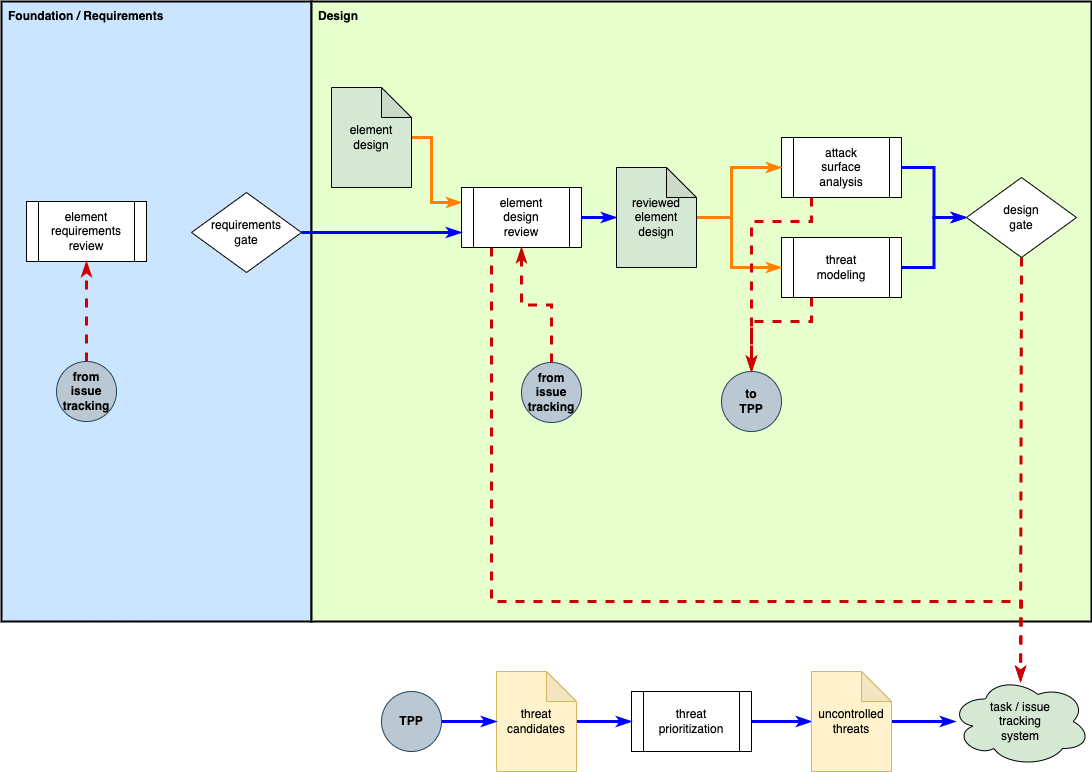 Foundation / Requirements
Design
element
design
element
requirements
review
requirements
gate
element
design
review
reviewed
element
design
attack
surface
analysis
threat
modeling
design
gate
from
issue
tracking
from
issue
tracking
to
TPP
TPP
threat
candidates
threat
prioritization
uncontrolled
threats
task / issue
tracking
system